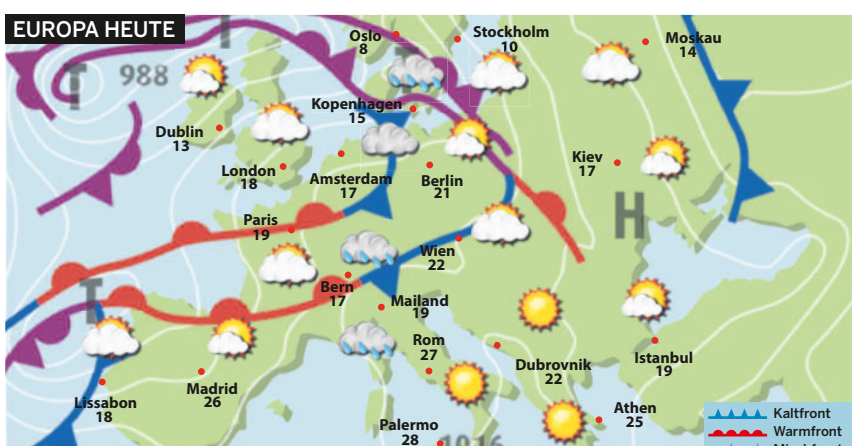 EUROPA HEUTE
Oslo
8
Stockholm
10
Moskau
14
T
T
988
Kopenhagen
15
Dublin
13
London
18
Amsterdam
17
Berlin
21
Kiev
17
Paris
19
H
Wien
22
Bern
17
T
Mailand
19
Rom
27
Dubrovnik
22
Istanbul
19
Madrid
26
Lissabon
18
Palermo
28
1016
Athen
25
Kaltfront
Warmfront